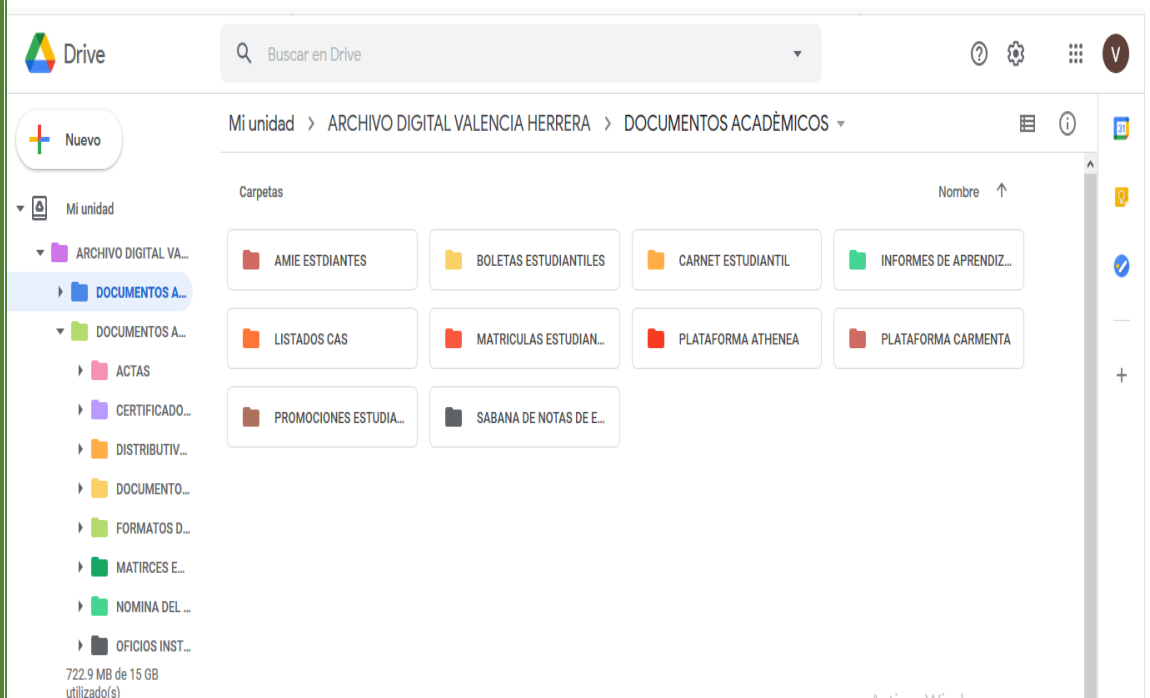 Drive
Buscar en Drive
V
Nuevo
Mi unidad > ARCHIVO DIGITAL VALENCIA HERRERA > DOCUMENTOS ACADÈMICOS
31
Carpetas
Nombre
Mi unidad
ARCHIVO DIGITAL VA...
DOCUMENTOS A...
DOCUMENTOS A...
ACTAS
CERTIFICADO...
DISTRIBUTIV...
DOCUMENTO...
FORMATOS D...
MATIRCES E...
NOMINA DEL ...
OFICIOS INST...
722.9 MB de 15 GB
utilizado(s)
AMIE ESTDIANTES
BOLETAS ESTUDIANTILES
CARNET ESTUDIANTIL
INFORMES DE APRENDIZ...
LISTADOS CAS
MATRICULAS ESTUDIAN...
PLATAFORMA ATHENEA
PLATAFORMA CARMENTA
PROMOCIONES ESTUDIA...
SABANA DE NOTAS DE E...